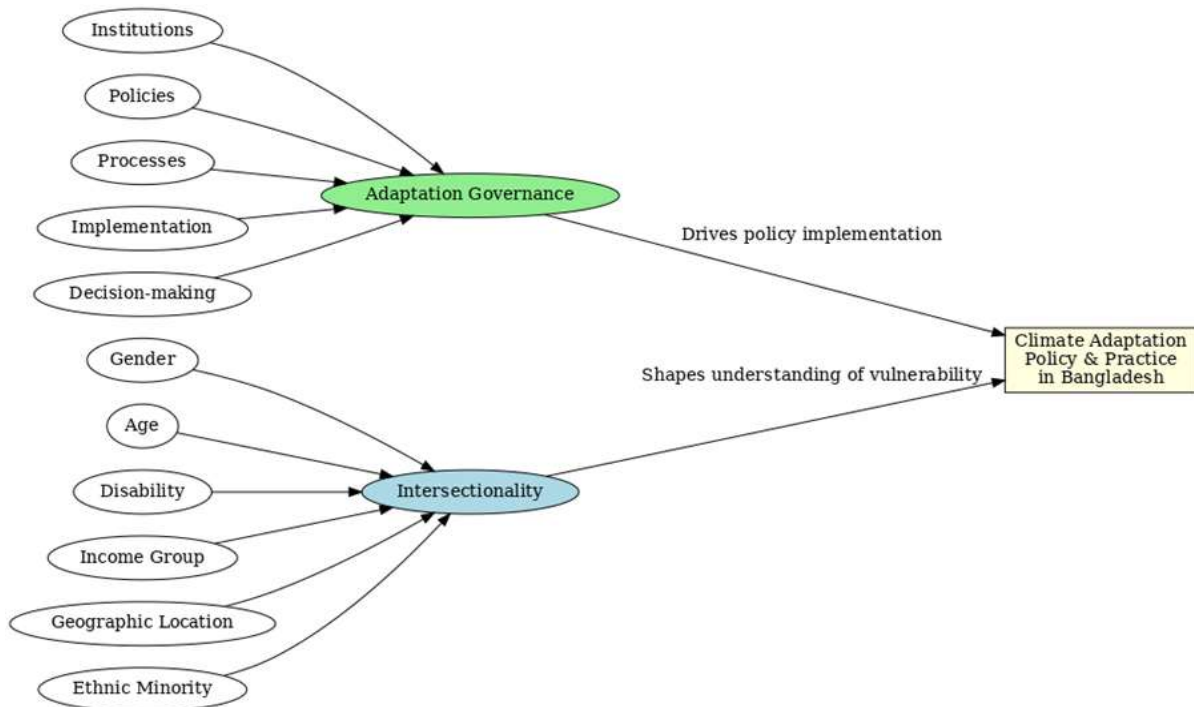 Institutions
Policies
Processes
Implementation
Decision-making
Adaptation Governance
Drives policy implementation
Gender
Age
Disability
Income Group
Geographic Location
Ethnic Minority
Intersectionality
Shapes understanding of vulnerability
Climate Adaptation
Policy & Practice
in Bangladesh